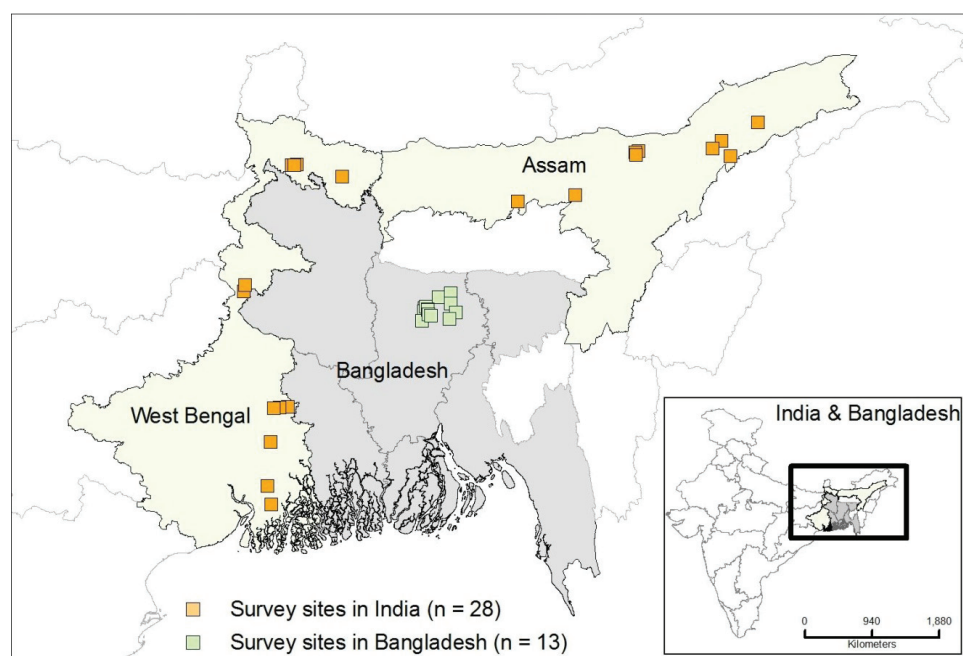 Assam
Bangladesh
West Bengal
India & Bangladesh
Survey sites in India (n = 28)
Survey sites in Bangladesh (n = 13)
0 940 1,880
Kilometers